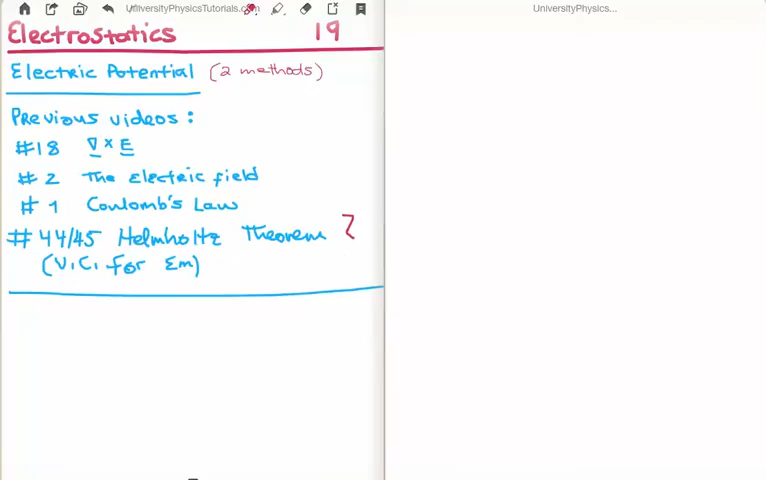 UniversityPhysicsTutorials.com
UniversityPhysics...
Electrostatics 19
Electric Potential (2 methods)
Previous videos:
#18 ∇ × E
# 2 The electric field
# 1 Coulomb's Law
# 44/45 Helmholtz Theorem
(V.C. for Em)